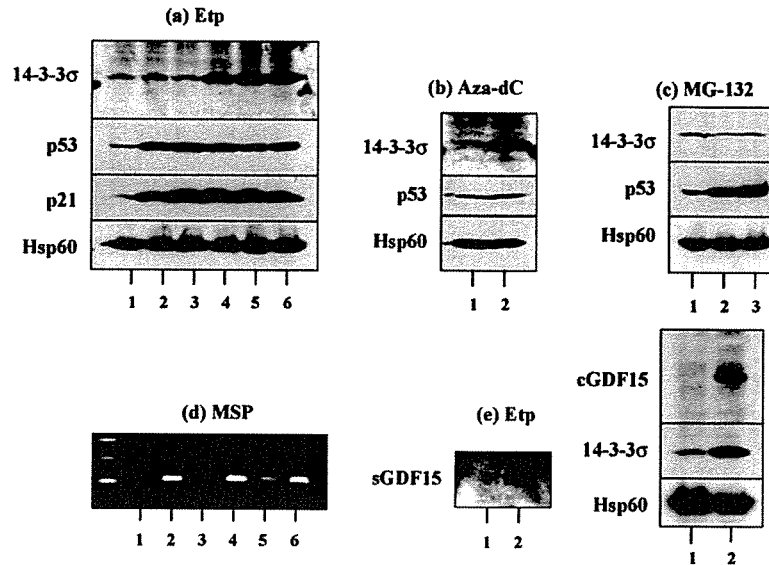 (a) Etp
14-3-3σ
p53
p21
Hsp60
1 2 3 4 5 6
(b) Aza-dC
14-3-3σ
p53
Hsp60
1 2
(c) MG-132
14-3-3σ
p53
Hsp60
1 2 3
(d) MSP
1 2 3 4 5 6
(e) Etp
sGDF15
1 2
cGDF15
14-3-3σ
Hsp60
1 2